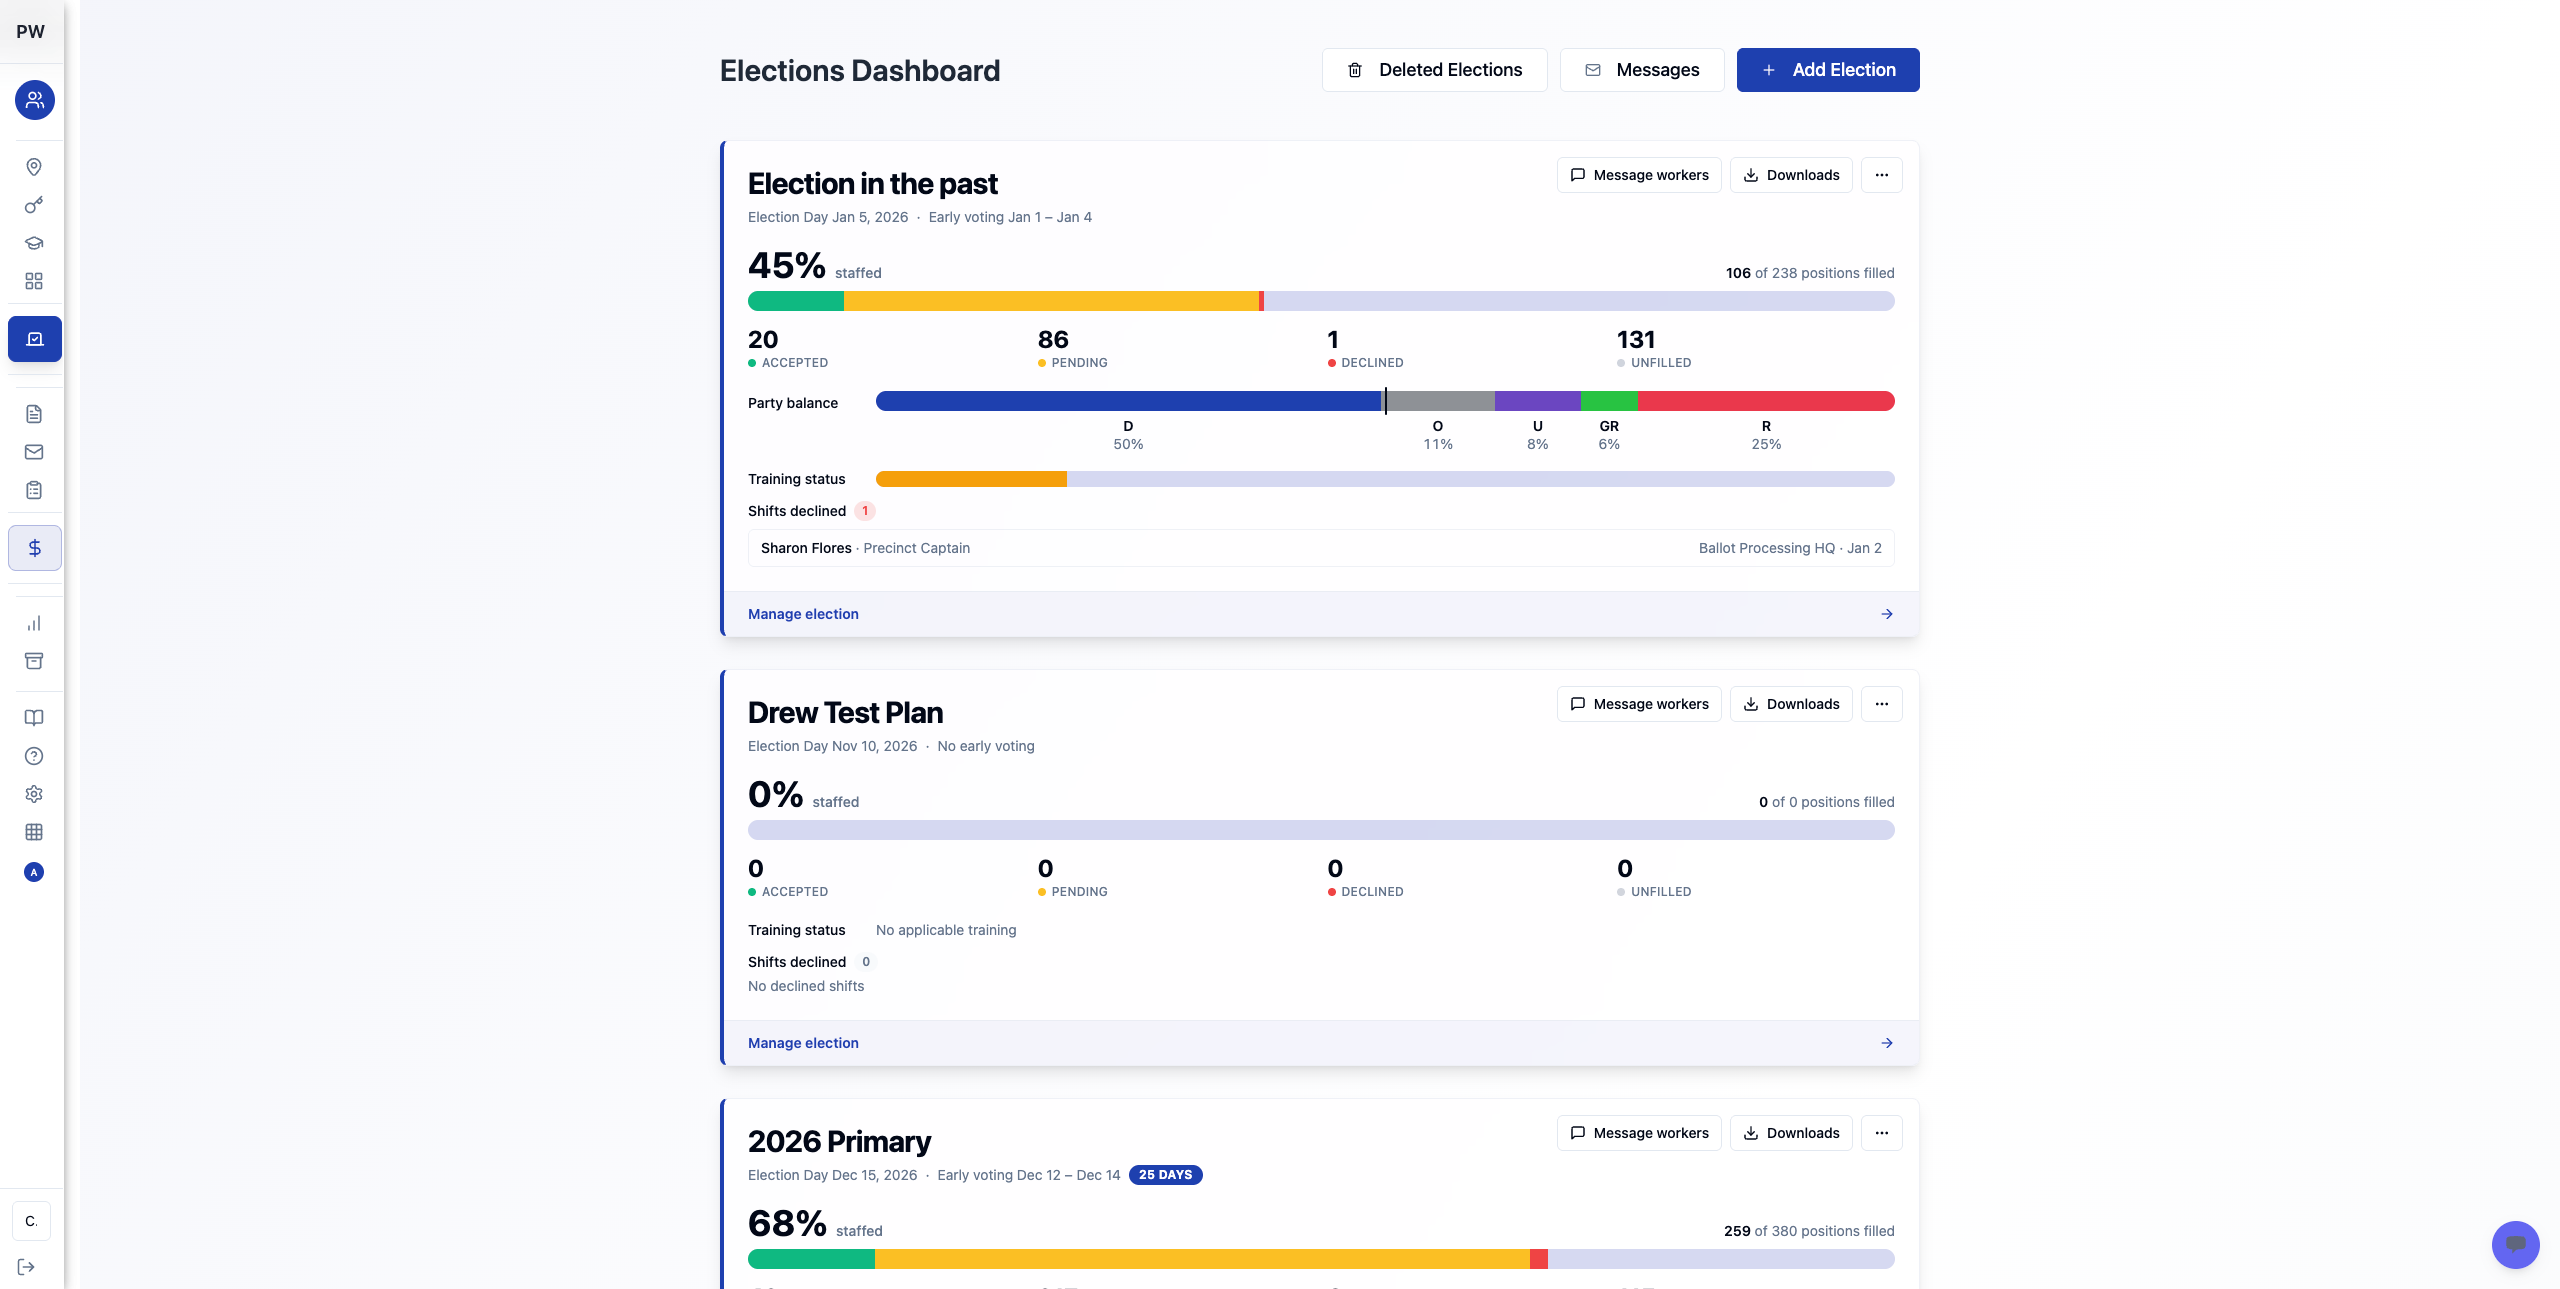 PW
Elections Dashboard
Deleted Elections
Messages
Add Election
Election in the past
Message workers
Downloads
Election Day Jan 5, 2026 · Early voting Jan 1 – Jan 4
45% staffed
106 of 238 positions filled
20
ACCEPTED
86
PENDING
1
DECLINED
131
UNFILLED
Party balance
D
50%
O
11%
U
8%
GR
6%
R
25%
Training status
Shifts declined 1
Sharon Flores · Precinct Captain
Ballot Processing HQ · Jan 2
Manage election
Drew Test Plan
Message workers
Downloads
Election Day Nov 10, 2026 · No early voting
0% staffed
0 of 0 positions filled
0
ACCEPTED
0
PENDING
0
DECLINED
0
UNFILLED
Training status No applicable training
Shifts declined 0
No declined shifts
Manage election
2026 Primary
Message workers
Downloads
Election Day Dec 15, 2026 · Early voting Dec 12 – Dec 14 25 DAYS
68% staffed
259 of 380 positions filled
A
C.